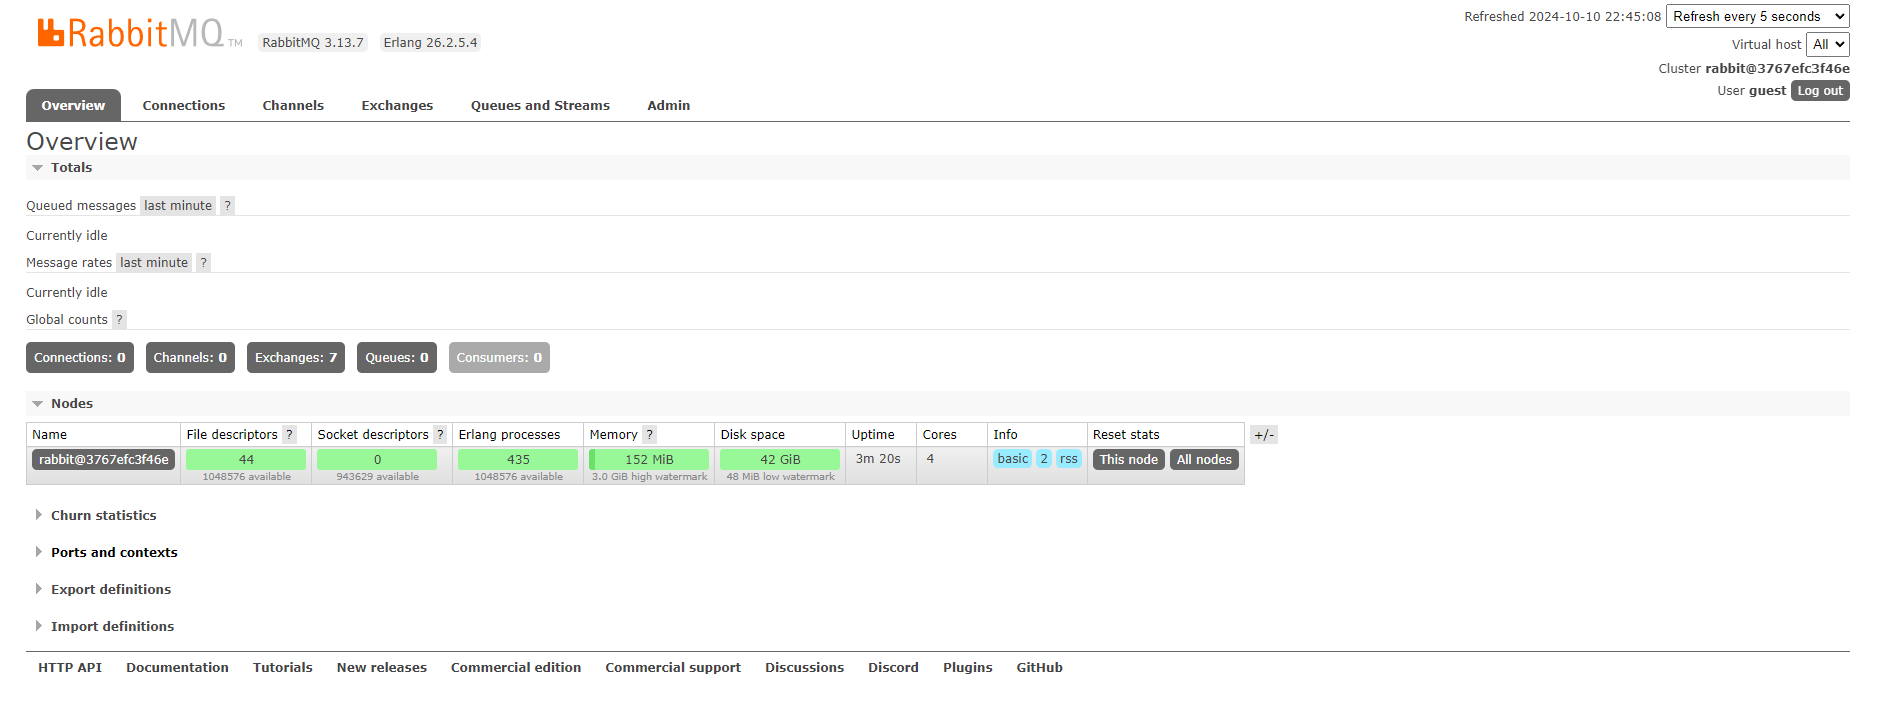 RabbitMQ TM RabbitMQ 3.13.7 Erlang 26.2.5.4
Refreshed 2024-10-10 22:45:08 Refresh every 5 seconds
Virtual host All
Cluster rabbit@3767efc3f46e
User guest Log out
Overview Connections Channels Exchanges Queues and Streams Admin
Overview
Totals
Queued messages last minute ?
Currently idle
Message rates last minute ?
Currently idle
Global counts ?
Connections: 0 Channels: 0 Exchanges: 7 Queues: 0 Consumers: 0
Nodes
Name File descriptors ? Socket descriptors ? Erlang processes Memory ? Disk space Uptime Cores Info Reset stats +/-
rabbit@3767efc3f46e 44 0 435 152 MiB 42 GiB 3m 20s 4 basic 2 rss This node All nodes
1048576 available 943629 available 1048576 available 3.0 GiB high watermark 48 MiB low watermark
Churn statistics
Ports and contexts
Export definitions
Import definitions
HTTP API Documentation Tutorials New releases Commercial edition Commercial support Discussions Discord Plugins GitHub